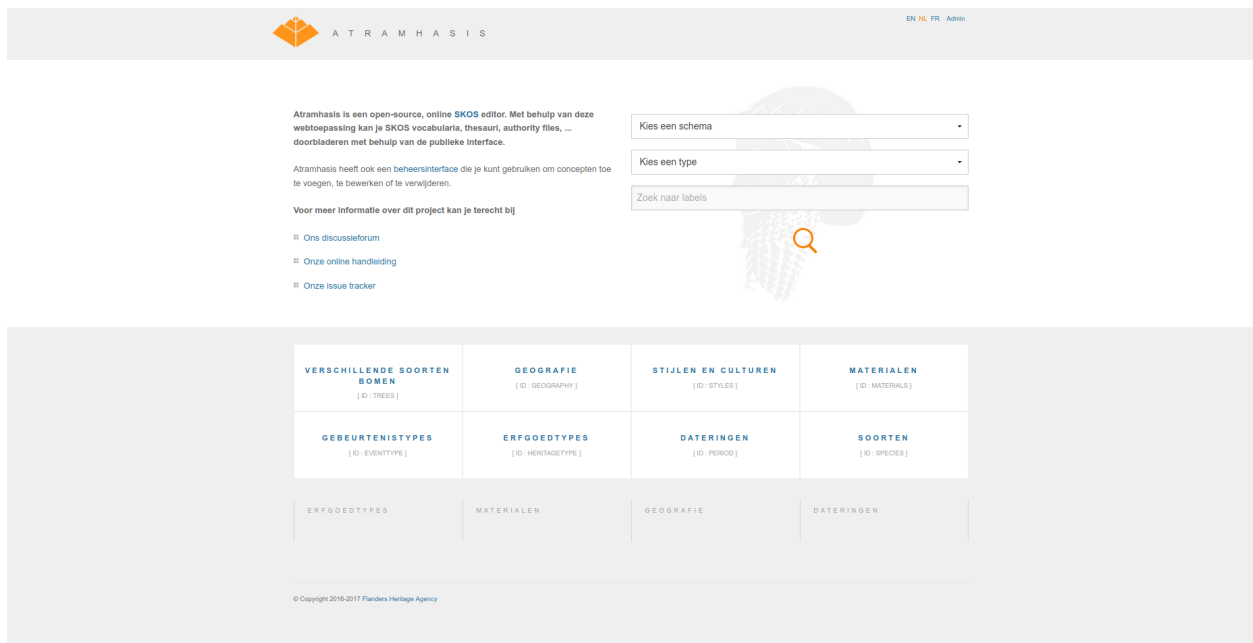 ATRAMHASIS
EN NL FR Admin
Atramhasis is een open-source, online SKOS editor. Met behulp van deze
webtoepassing kan je SKOS vocabularia, thesauri, authority files, ...
doorbladeren met behulp van de publieke interface.
Atramhasis heeft ook een beheersinterface die je kunt gebruiken om concepten toe
te voegen, te bewerken of te verwijderen.
Voor meer informatie over dit project kan je terecht bij
Ons discussieforum
Onze online handleiding
Onze issue tracker
Kies een schema
Kies een type
Zoek naar labels
VERSCHILLENDE SOORTEN
BOMEN
[ ID : TREES ]
GEOGRAFIE
[ ID : GEOGRAPHY ]
STIJLEN EN CULTUREN
[ ID : STYLES ]
MATERIALEN
[ ID : MATERIALS ]
GEBEURTENISTYPES
[ ID : EVENTTYPE ]
ERFGOEDTYPES
[ ID : HERITAGETYPE ]
DATERINGEN
[ ID : PERIOD ]
SOORTEN
[ ID : SPECIES ]
ERFGOEDTYPES
MATERIALEN
GEOGRAFIE
DATERINGEN
© Copyright 2016-2017 Flanders Heritage Agency